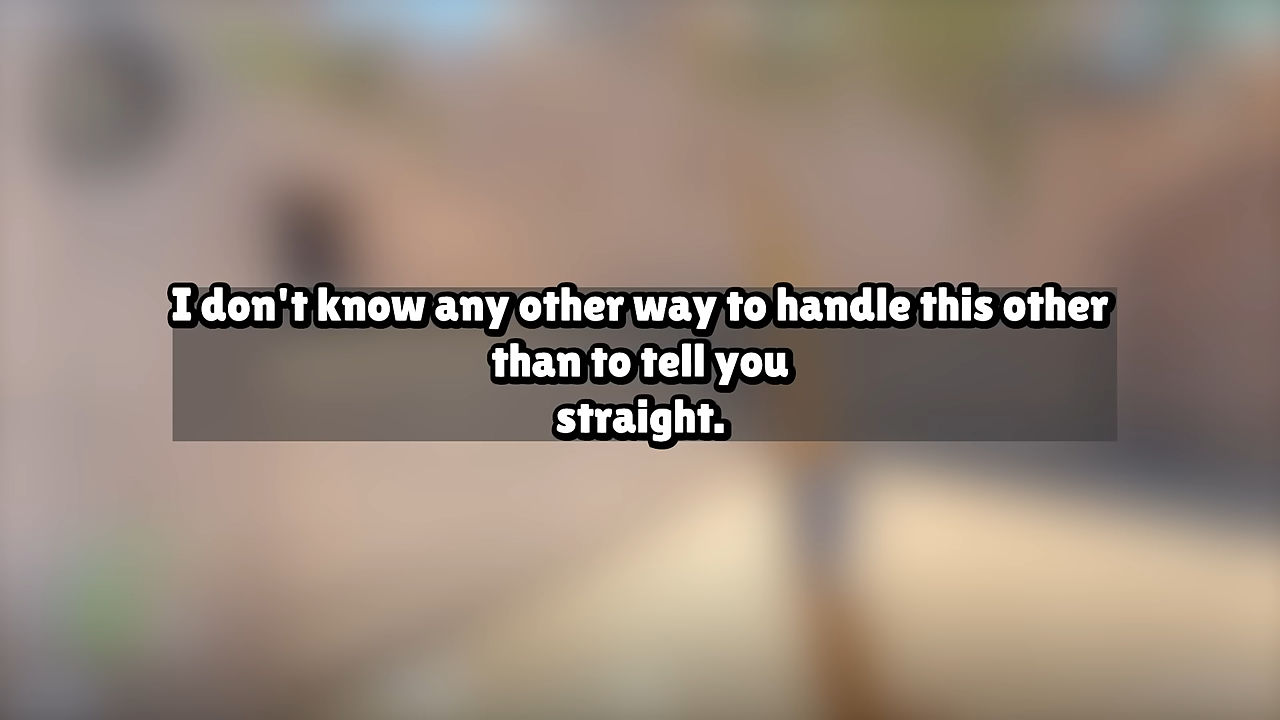 I don't know any other way to handle this other
than to tell you
straight.